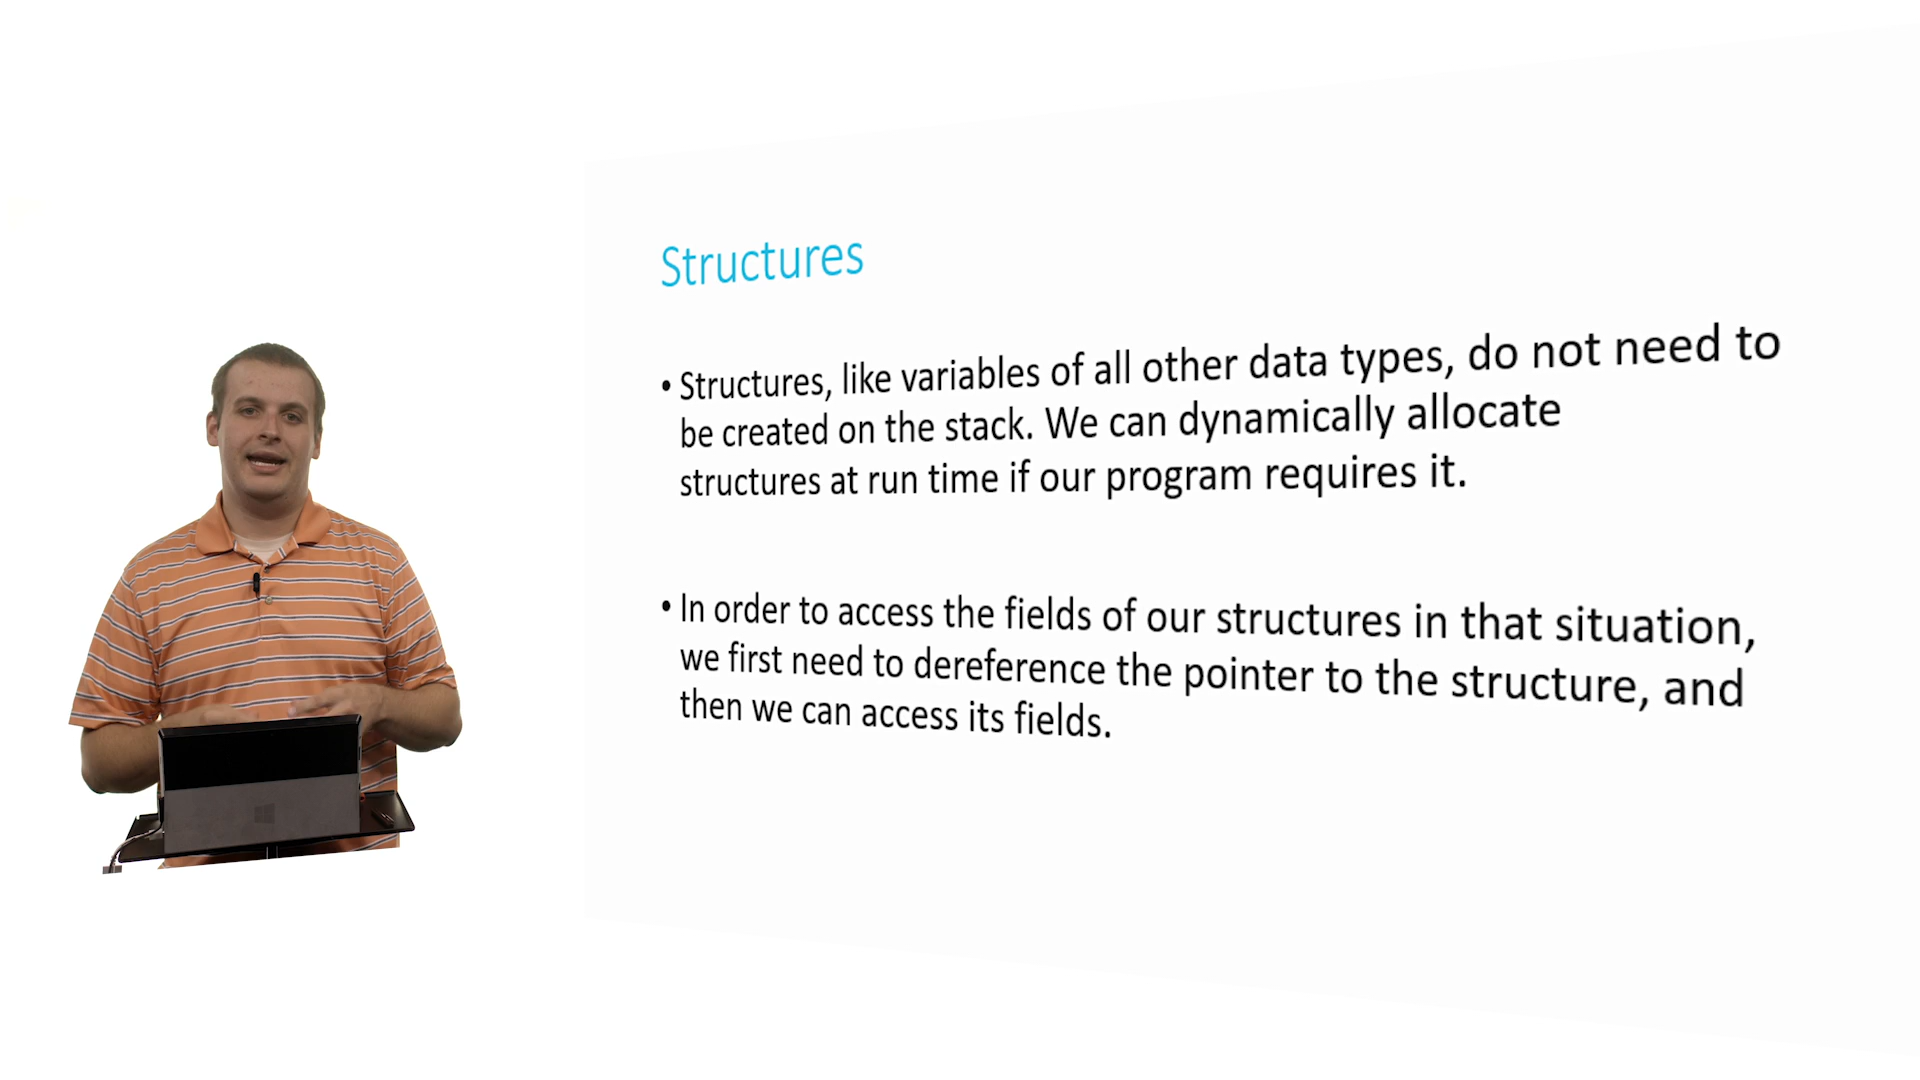 Structures
• Structures, like variables of all other data types, do not need to
be created on the stack. We can dynamically allocate
structures at run time if our program requires it.
• In order to access the fields of our structures in that situation,
we first need to dereference the pointer to the structure, and
then we can access its fields.